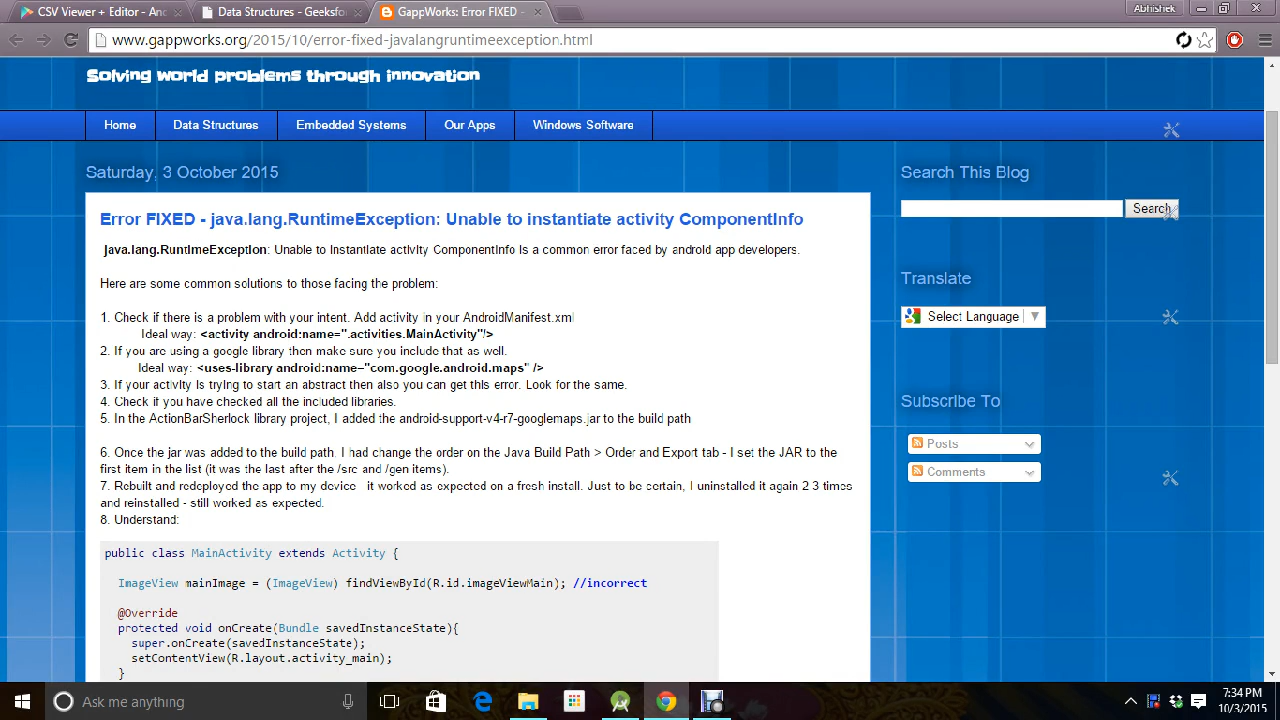 CSV Viewer + Editor - And
Data Structures - Geeksfor
GappWorks: Error FIXED -
Abhishek
www.gappworks.org/2015/10/error-fixed-javalangruntimeexception.html
Solving world problems through innovation
Home
Data Structures
Embedded Systems
Our Apps
Windows Software
Saturday, 3 October 2015
Error FIXED - java.lang.RuntimeException: Unable to instantiate activity ComponentInfo
java.lang.RuntimeException: Unable to instantiate activity ComponentInfo is a common error faced by android app developers.
Here are some common solutions to those facing the problem:
1. Check if there is a problem with your intent. Add activity in your AndroidManifest.xml
Ideal way: <activity android:name=".activities.MainActivity"/>
2. If you are using a google library then make sure you include that as well.
Ideal way: <uses-library android:name="com.google.android.maps" />
3. If your activity is trying to start an abstract then also you can get this error. Look for the same.
4. Check if you have checked all the included libraries.
5. In the ActionBarSherlock library project, I added the android-support-v4-r7-googlemaps.jar to the build path
6. Once the jar was added to the build path. I had change the order on the Java Build Path > Order and Export tab - I set the JAR to the
first item in the list (it was the last after the /src and /gen items).
7. Rebuilt and redeployed the app to my device - it worked as expected on a fresh install. Just to be certain, I uninstalled it again 2-3 times
and reinstalled - still worked as expected.
8. Understand:
public class MainActivity extends Activity {
ImageView mainImage = (ImageView) findViewById(R.id.imageViewMain); //incorrect
@Override
protected void onCreate(Bundle savedInstanceState){
super.onCreate(savedInstanceState);
setContentView(R.layout.activity_main);
}
Search This Blog
Search
Translate
Select Language
Subscribe To
Posts
Comments
Ask me anything
7:34 PM
10/3/2015